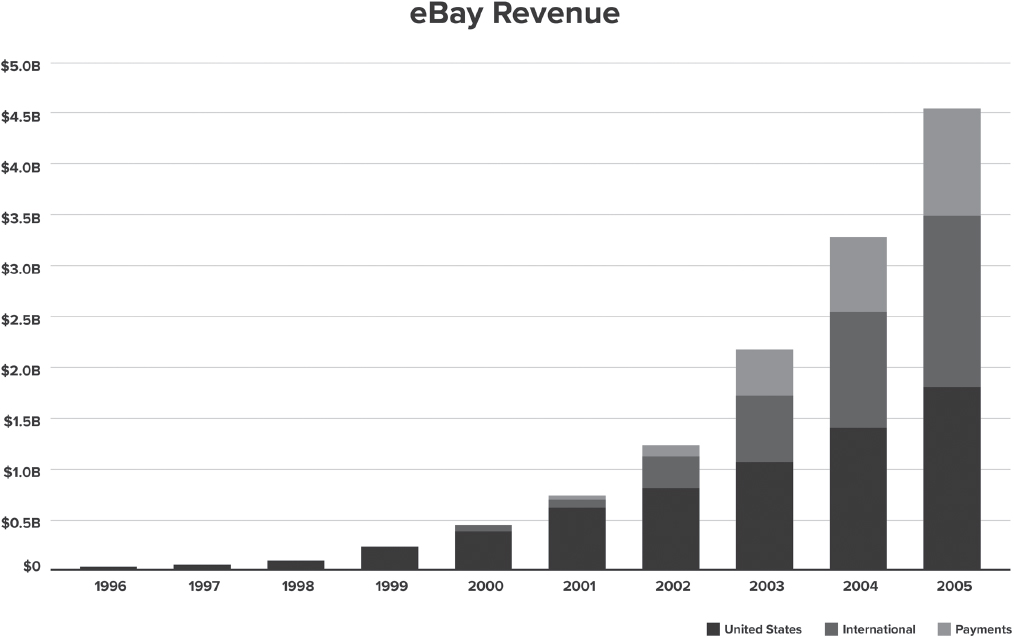 eBay Revenue
$5.0B
$4.5B
$4.0B
$3.5B
$3.0B
$2.5B
$2.0B
$1.5B
$1.0B
$0.5B
$0
1996 1997 1998 1999 2000 2001 2002 2003 2004 2005
United States International Payments